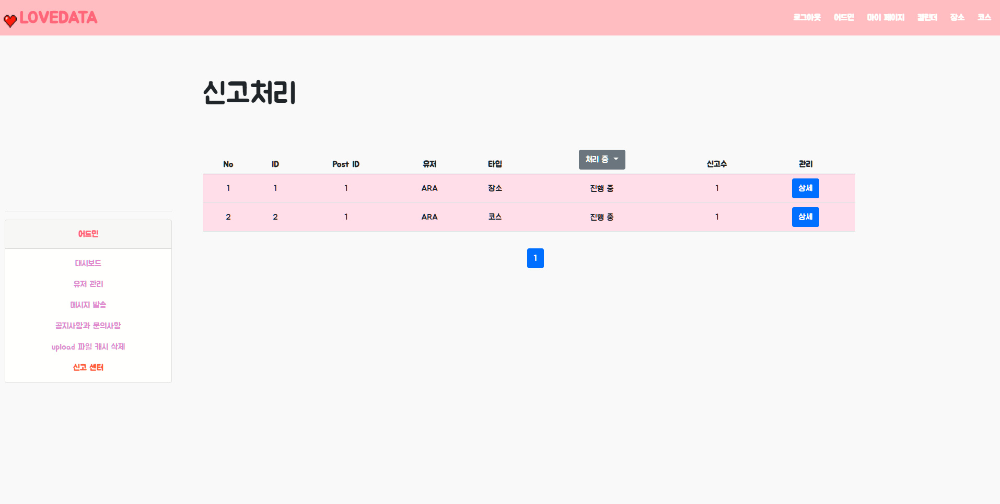 LOVEDATA
로그아웃 어드민 마이 페이지 캘린더 장소 코스
신고처리
No ID Post ID 유저 타입 처리 중 신고수 관리
1 1 1 ARA 장소 진행 중 1 상세
2 2 1 ARA 코스 진행 중 1 상세
1
어드민
대시보드
유저 관리
메시지 발송
공지사항과 문의사항
upload 파일 캐시 삭제
신고 센터